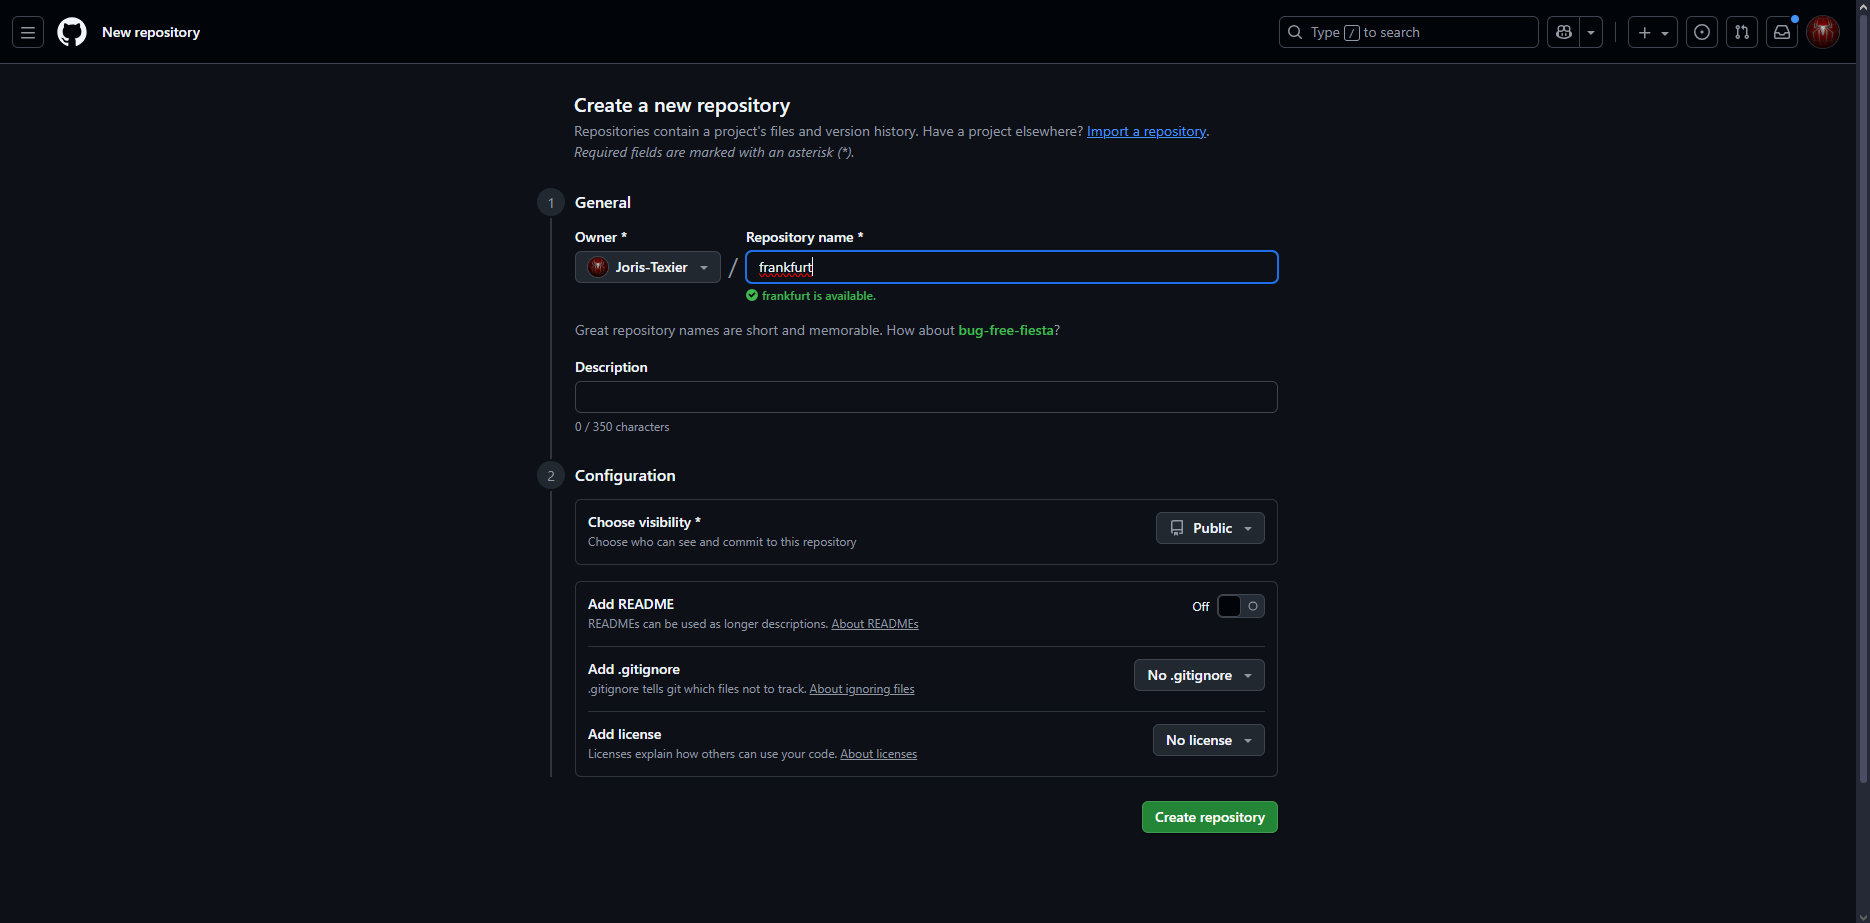 New repository
Type / to search
Create a new repository
Repositories contain a project's files and version history. Have a project elsewhere? Import a repository.
Required fields are marked with an asterisk (*).
1 General
Owner * Repository name *
Joris-Texier / frankfurt
frankfurt is available.
Great repository names are short and memorable. How about bug-free-fiesta?
Description
0 / 350 characters
2 Configuration
Choose visibility *
Choose who can see and commit to this repository
Public
Add README
READMEs can be used as longer descriptions. About READMEs
Off
Add .gitignore
.gitignore tells git which files not to track. About ignoring files
No .gitignore
Add license
Licenses explain how others can use your code. About licenses
No license
Create repository